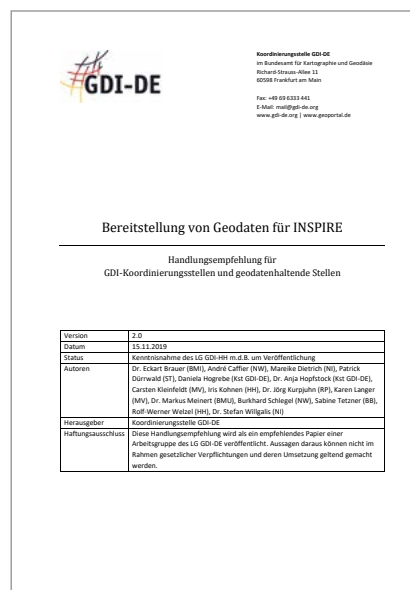 GDI-DE
Koordinierungsstelle GDI-DE
im Bundesamt für Kartographie und Geodäsie
Richard-Strauss-Allee 11
60598 Frankfurt am Main
Fax: +49 69 6333 441
E-Mail: mail@gdi-de.org
www.gdi-de.org | www.geoportal.de
Bereitstellung von Geodaten für INSPIRE
Handlungsempfehlung für
GDI-Koordinierungsstellen und geodatenhaltende Stellen
Version 2.0
Datum 15.11.2019
Status Kenntnisnahme des LG GDI-HH m.d.B. um Veröffentlichung
Autoren Dr. Eckart Brauer (BMI), André Caffier (NW), Mareike Dietrich (NI), Patrick
Dürrwald (ST), Daniela Hogrebe (Kst GDI-DE), Dr. Anja Hopfstock (Kst GDI-DE),
Carsten Kleinfeldt (MV), Iris Kohnen (HH), Dr. Jörg Kurpjuhn (RP), Karen Langer
(MV), Dr. Markus Meinert (BMU), Burkhard Schlegel (NW), Sabine Tetzner (BB),
Rolf-Werner Welzel (HH), Dr. Stefan Willgalis (NI)
Herausgeber Koordinierungsstelle GDI-DE
Haftungsausschluss Diese Handlungsempfehlung wird als ein empfehlendes Papier einer
Arbeitsgruppe des LG GDI-DE veröffentlicht. Aussagen daraus können nicht im
Rahmen gesetzlicher Verpflichtungen und deren Umsetzung geltend gemacht
werden.